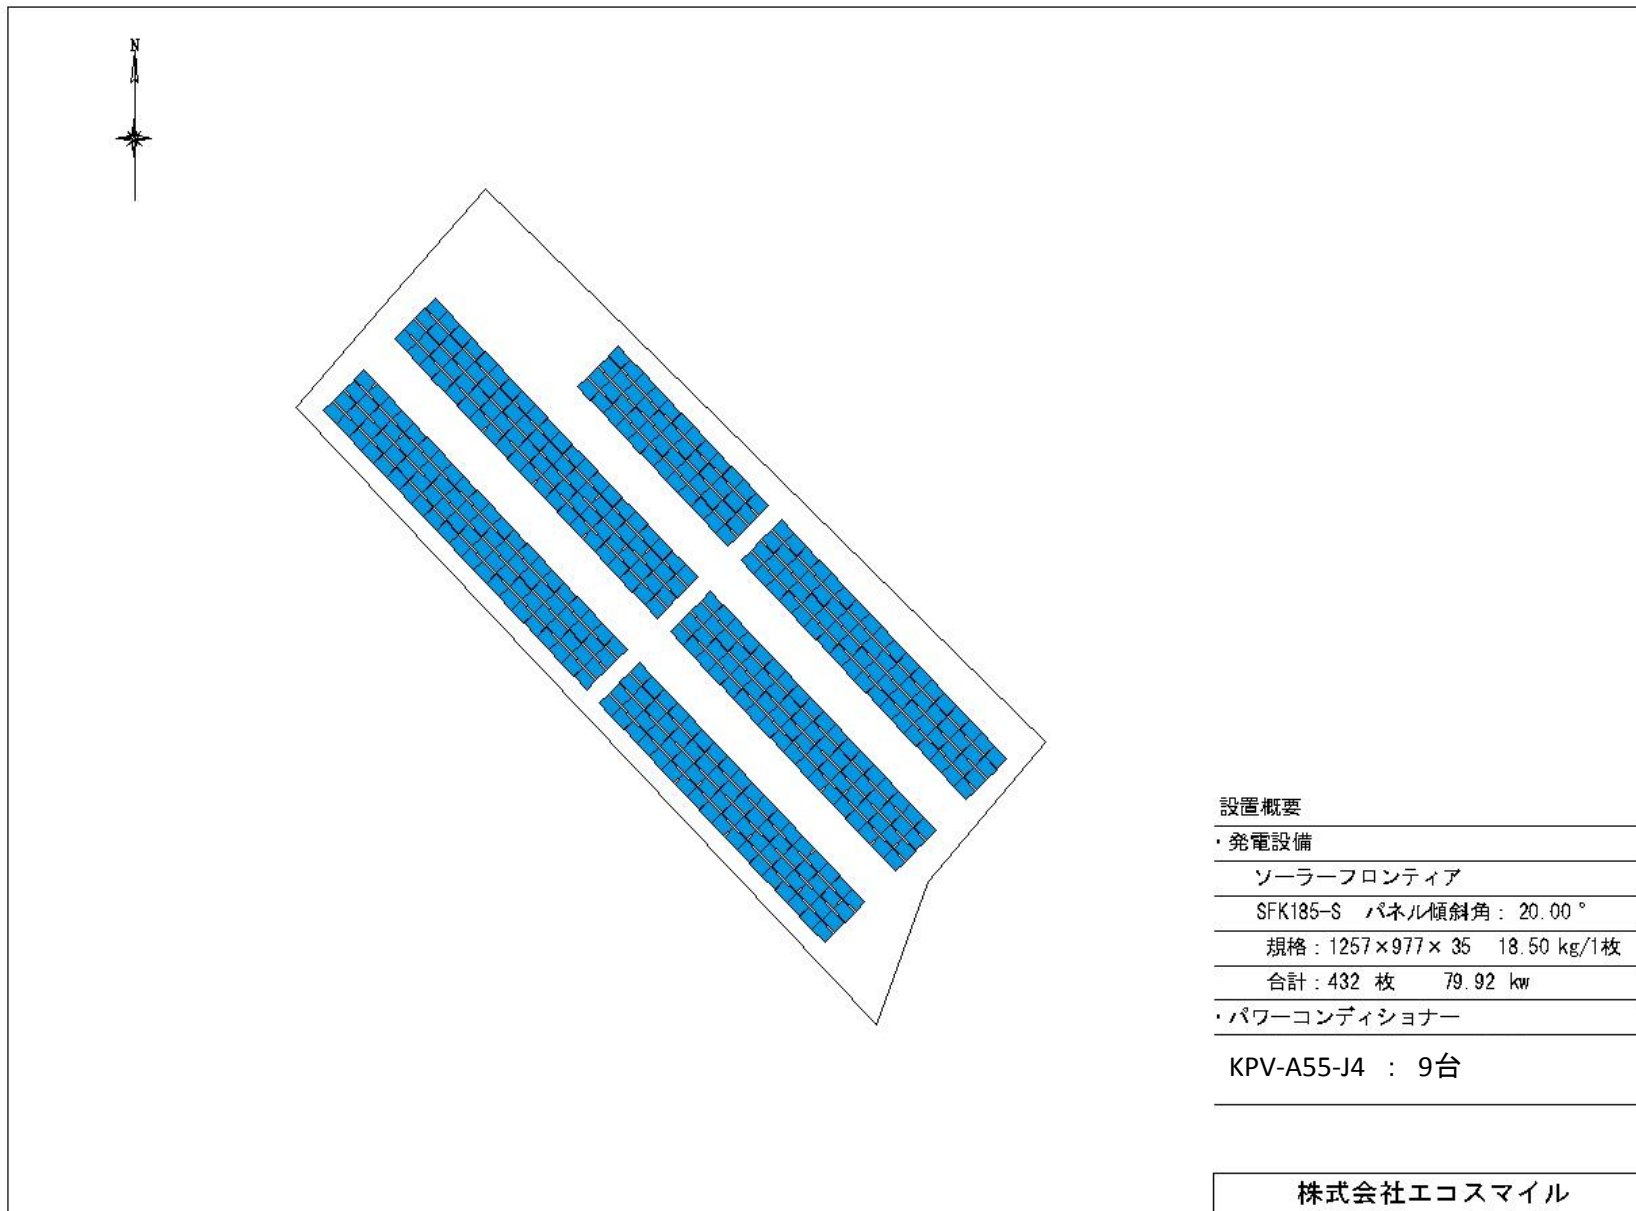 N
設置概要
・発電設備
ソーラーフロンティア
SFK185-S パネル傾斜角: 20.00°
規格:1257×977×35 18.50 kg/1枚
合計:432 枚 79.92 kw
・パワーコンディショナー
KPV-A55-J4 : 9台
株式会社エコスマイル